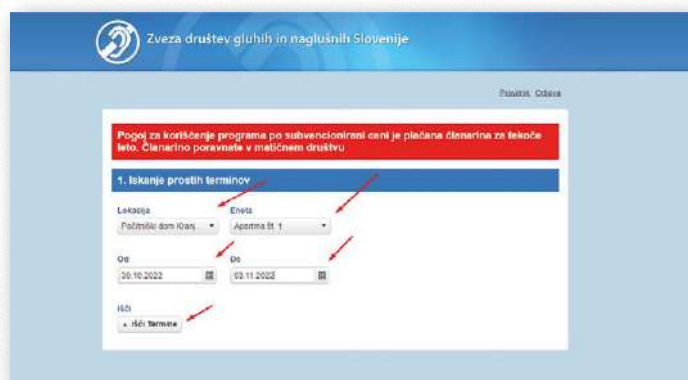 Zveza društev gluhih in naglušnih Slovenije
Odjava
Pogoj za koriščenje programa po subvencionirani ceni je plačana članarina za tekoče
leto. Članarino poravnate v matičnem društvu
1. Iskanje prostih terminov
Lokacija Enota
Počitniški dom Kranj... Apartma št. 1
Od Do
30.10.2022 03.11.2022
Išči
Išči Termine